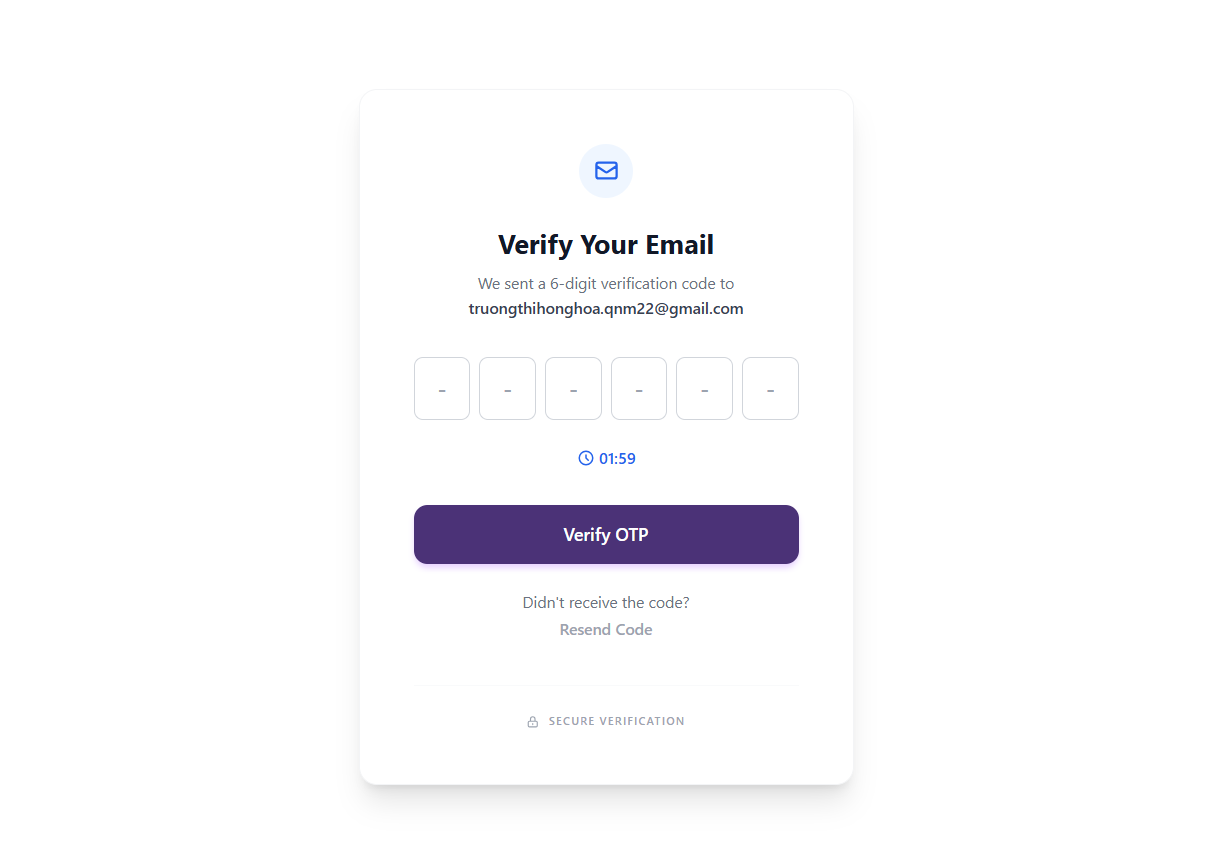 Verify Your Email
We sent a 6-digit verification code to
truongthihonghoa.qnm22@gmail.com
- - - - - -
01:59
Verify OTP
Didn't receive the code?
Resend Code
SECURE VERIFICATION